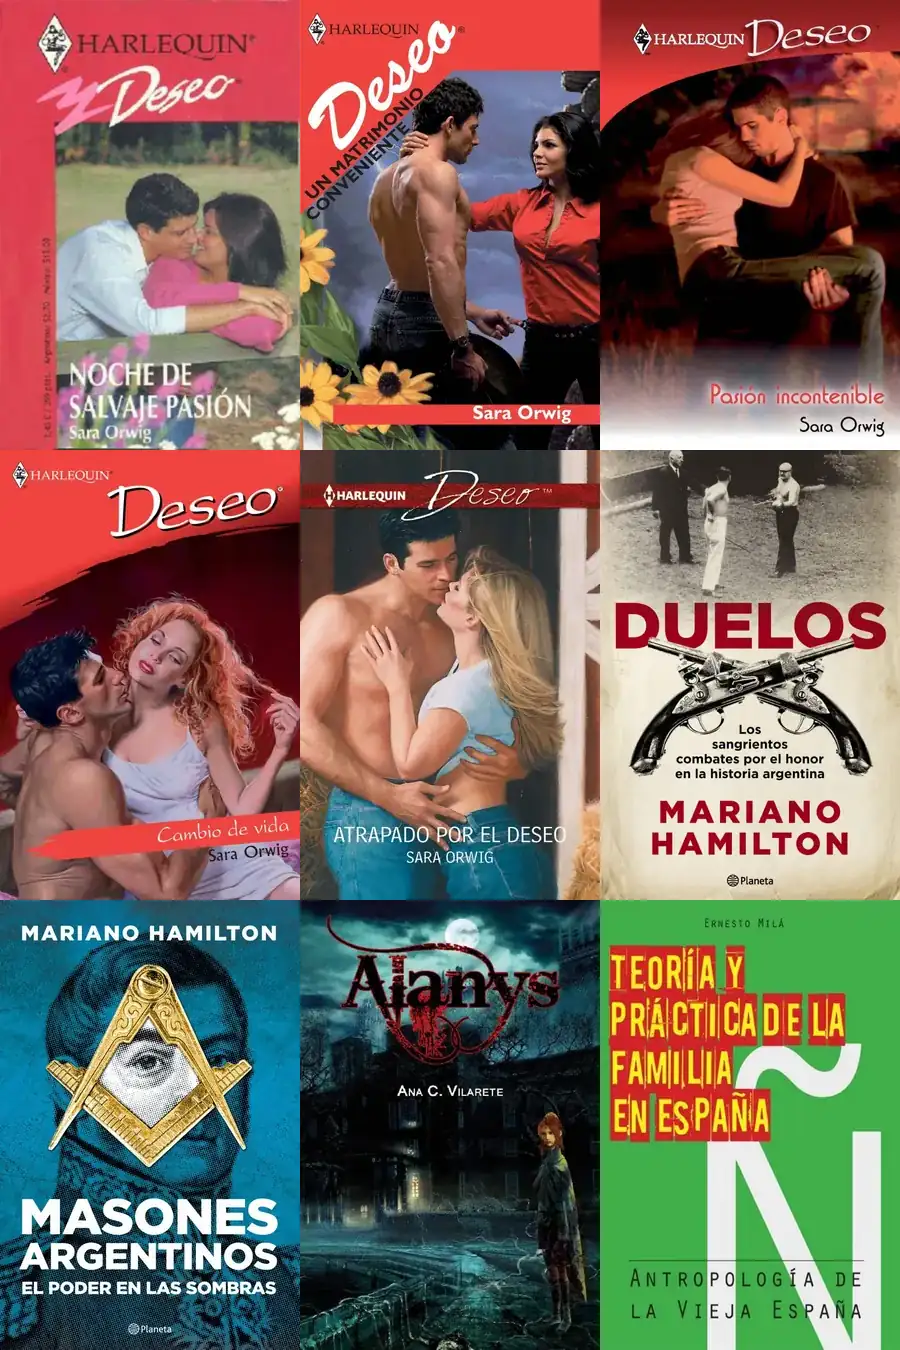 HARLEQUIN®
Deseo®
NOCHE DE
SALVAJE PASIÓN
Sara Orwig
HARLEQUIN®
Deseo®
UN MATRIMONIO
CONVENIENTE
Sara Orwig
HARLEQUIN Deseo™
Pasión incontenible
Sara Orwig
HARLEQUIN®
Deseo®
Cambio de vida
Sara Orwig
HARLEQUIN Deseo™
ATRAPADO POR EL DESEO
SARA ORWIG
DUELOS
Los
sangrientos
combates por el honor
en la historia argentina
MARIANO
HAMILTON
Planeta
MARIANO HAMILTON
MASONES
ARGENTINOS
EL PODER EN LAS SOMBRAS
Planeta
Alanys
ANA C. VILARETE
ERNESTO MILÁ
TEORÍA Y
PRÁCTICA DE LA
FAMILIA
EN ESPAÑA
Ñ
ANTROPOLOGÍA DE
LA VIEJA ESPAÑA